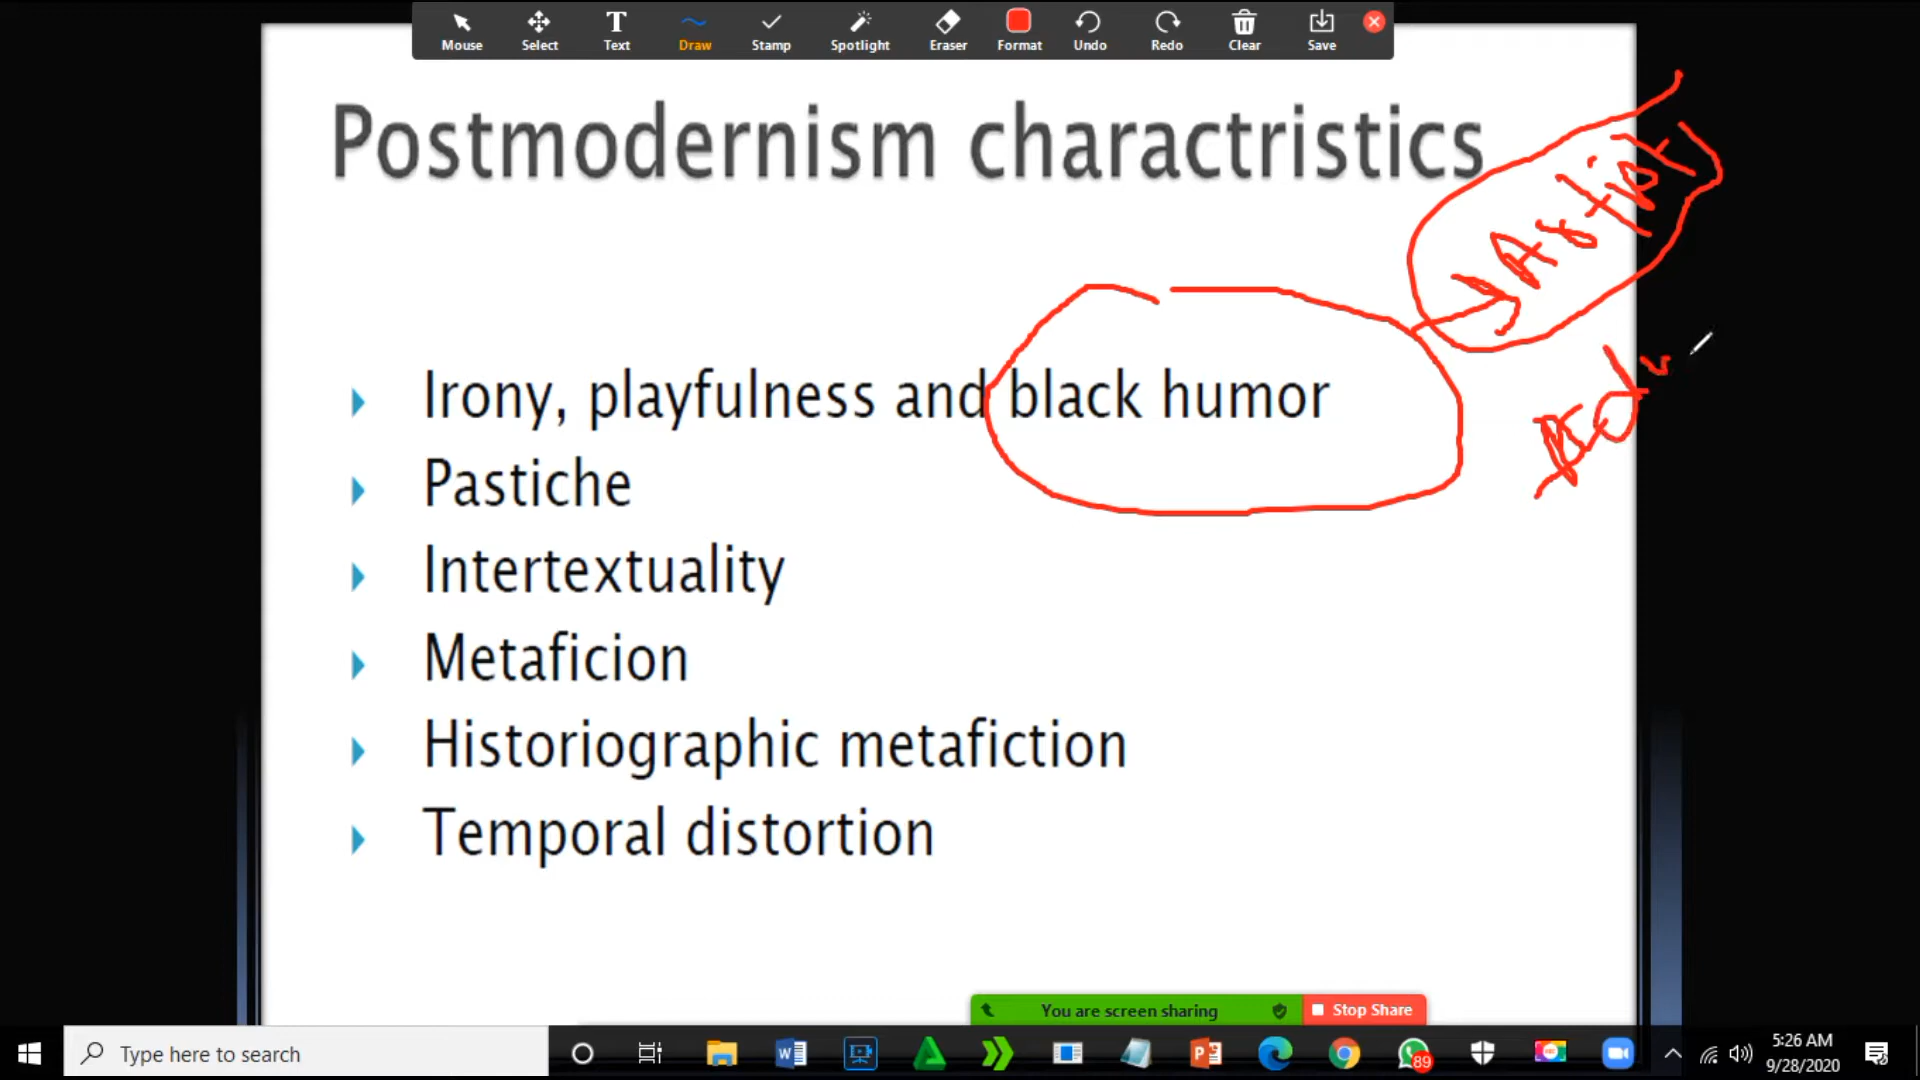 Mouse Select Text Draw Stamp Spotlight Eraser Format Undo Redo Clear Save
Postmodernism charactristics
Artist
Irony, playfulness and black humor
Pastiche
Intertextuality
Metaficion
Historiographic metafiction
Temporal distortion
You are screen sharing Stop Share
Type here to search
89
5:26 AM
9/28/2020